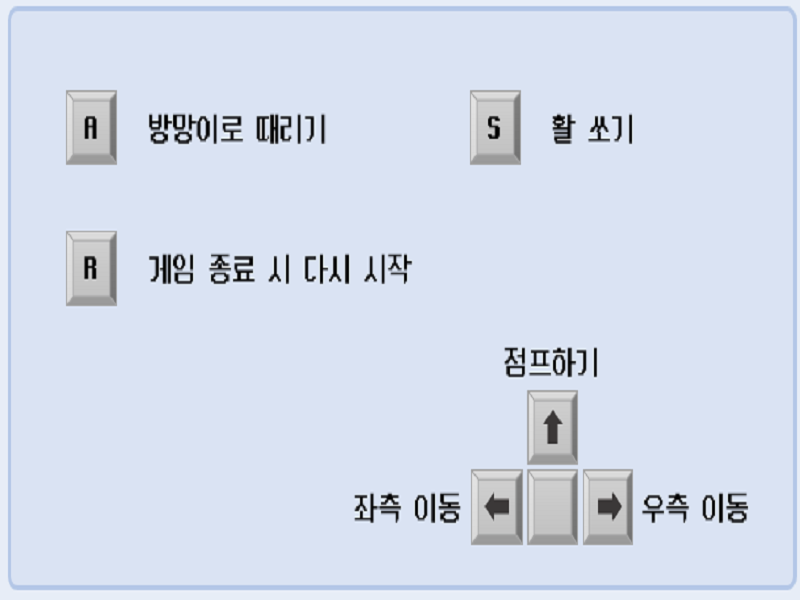 A 방망이로 때리기
S 활 쏘기
R 게임 종료 시 다시 시작
점프하기
좌측 이동
우측 이동